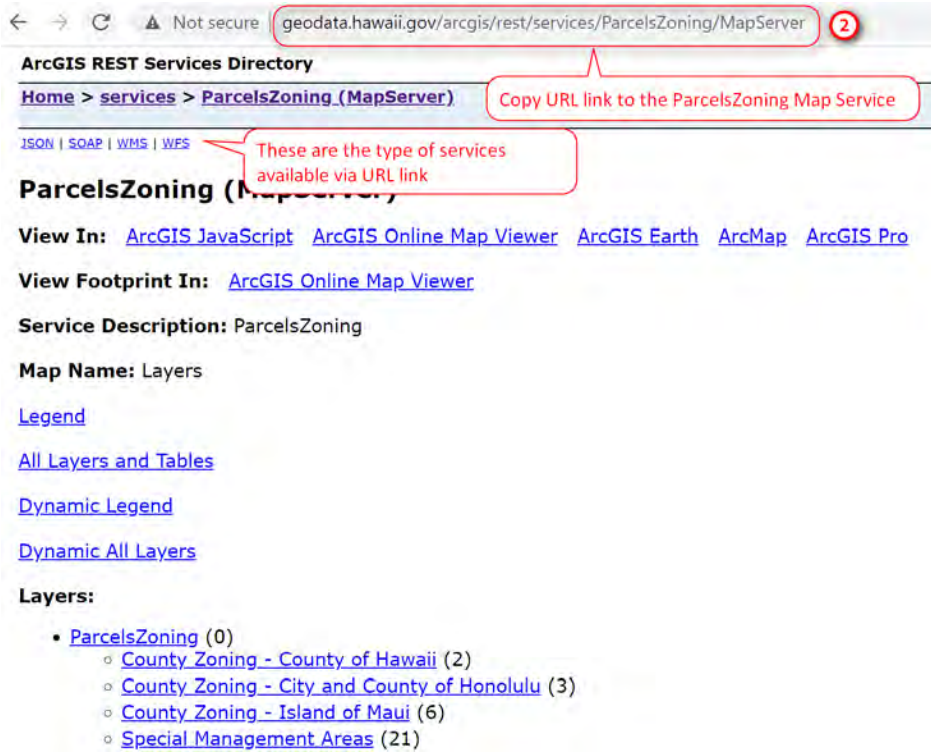 Not secure geodata.hawaii.gov/arcgis/rest/services/ParcelsZoning/MapServer 2
ArcGIS REST Services Directory
Home > services > ParcelsZoning (MapServer)
Copy URL link to the ParcelsZoning Map Service
JSON | SOAP | WMS | WFS
These are the type of services
available via URL link
ParcelsZoning (MapServer)
View In: ArcGIS JavaScript ArcGIS Online Map Viewer ArcGIS Earth ArcMap ArcGIS Pro
View Footprint In: ArcGIS Online Map Viewer
Service Description: ParcelsZoning
Map Name: Layers
Legend
All Layers and Tables
Dynamic Legend
Dynamic All Layers
Layers:
• ParcelsZoning (0)
◦ County Zoning - County of Hawaii (2)
◦ County Zoning - City and County of Honolulu (3)
◦ County Zoning - Island of Maui (6)
◦ Special Management Areas (21)